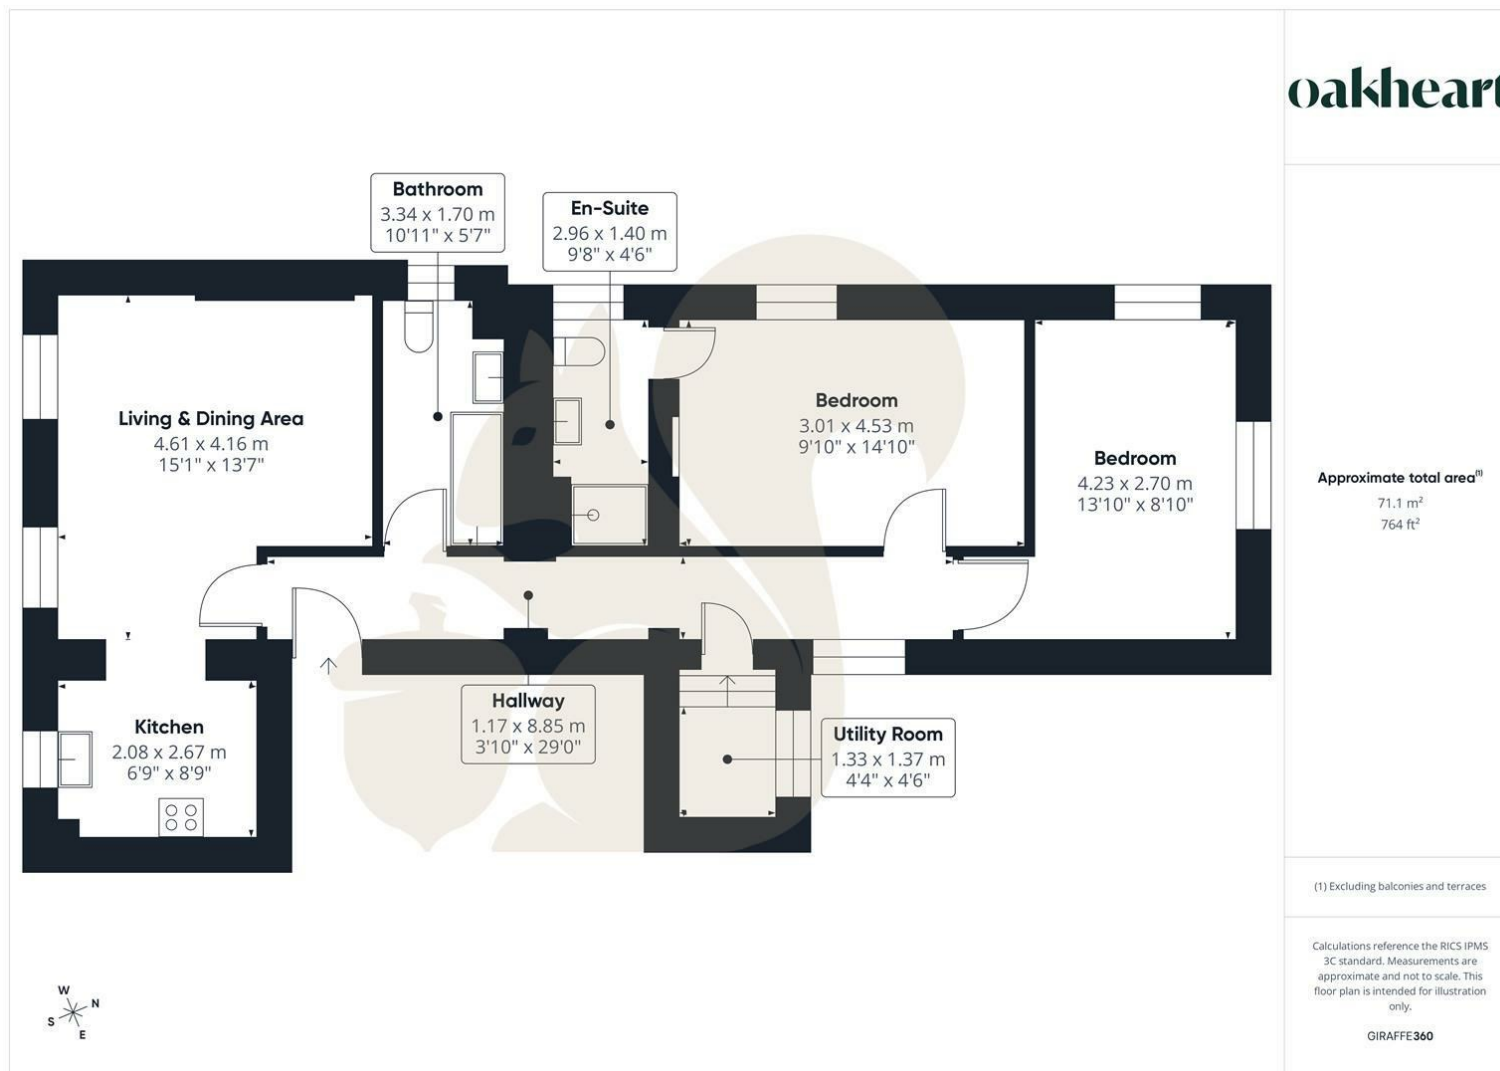 oakheart
Bathroom
3.34 x 1.70 m
10'11" x 5'7"
En-Suite
2.96 x 1.40 m
9'8" x 4'6"
Living & Dining Area
4.61 x 4.16 m
15'1" x 13'7"
Bedroom
3.01 x 4.53 m
9'10" x 14'10"
Bedroom
4.23 x 2.70 m
13'10" x 8'10"
Kitchen
2.08 x 2.67 m
6'9" x 8'9"
Hallway
1.17 x 8.85 m
3'10" x 29'0"
Utility Room
1.33 x 1.37 m
4'4" x 4'6"
W
N
S
E
Approximate total area(1)
71.1 m²
764 ft²
(1) Excluding balconies and terraces
Calculations reference the RICS IPMS
3C standard. Measurements are
approximate and not to scale. This
floor plan is intended for illustration
only.
GIRAFFE360